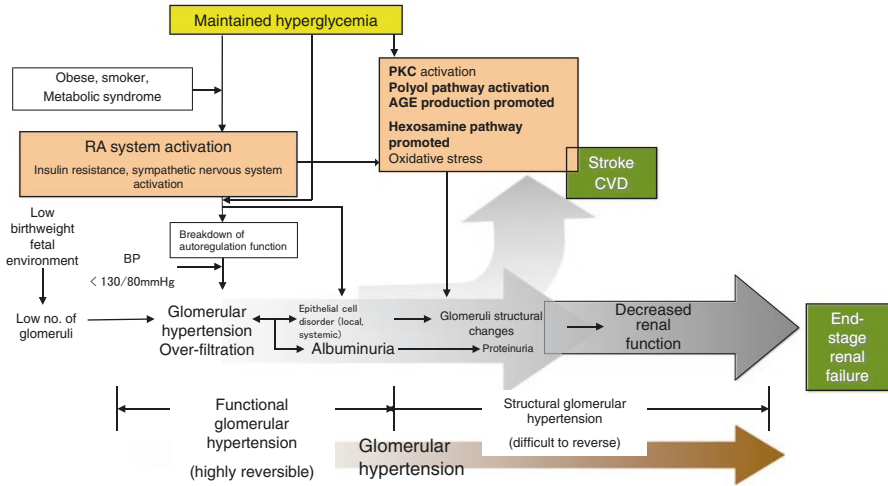 Maintained hyperglycemia
Obese, smoker,
Metabolic syndrome
PKC activation
Polyol pathway activation
AGE production promoted
Hexosamine pathway
promoted
Oxidative stress
RA system activation
Insulin resistance, sympathetic nervous system
activation
Stroke
CVD
Low
birthweight
fetal
environment
Breakdown of
autoregulation function
BP
< 130/80mmHg
Low no. of
glomeruli
Glomerular
hypertension
Over-filtration
Epithelial cell
disorder (local,
systemic)
Albuminuria
Glomeruli structural
changes
Proteinuria
Decreased
renal
function
End-
stage
renal
failure
Functional
glomerular
hypertension
(highly reversible)
Structural glomerular
hypertension
(difficult to reverse)
Glomerular
hypertension